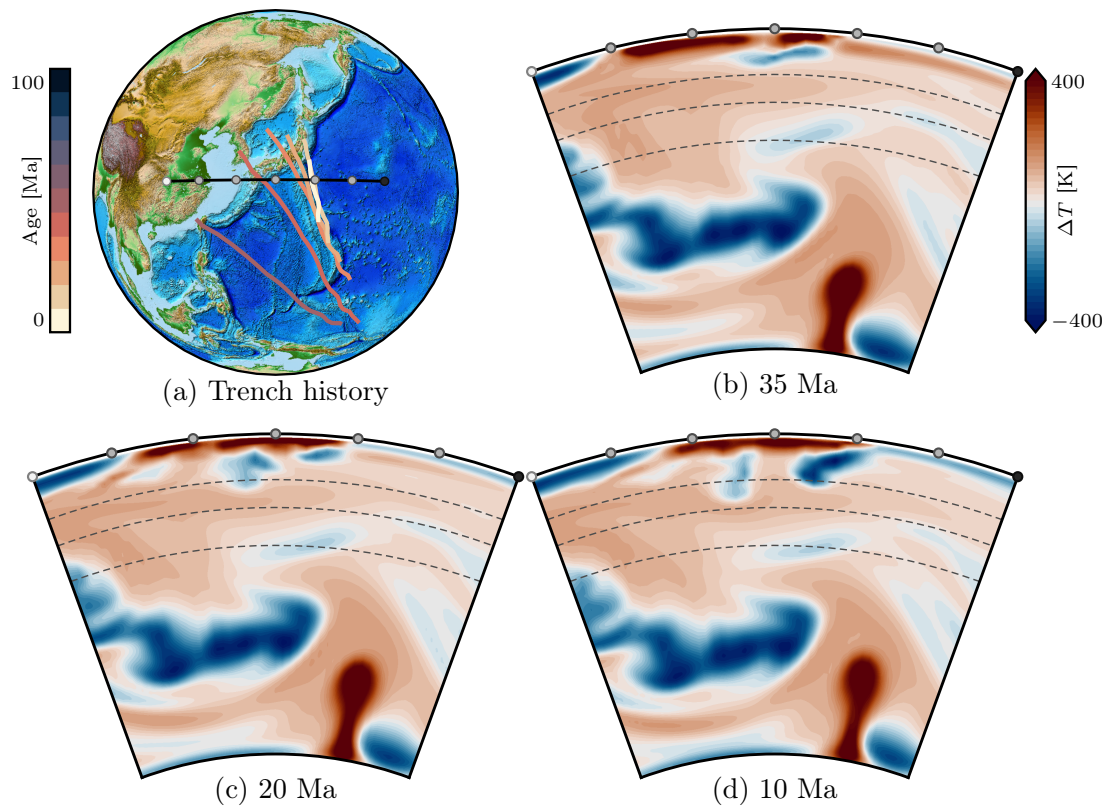 100
Age [Ma]
0
(a) Trench history
(b) 35 Ma
400
ΔT [K]
−400
(c) 20 Ma
(d) 10 Ma